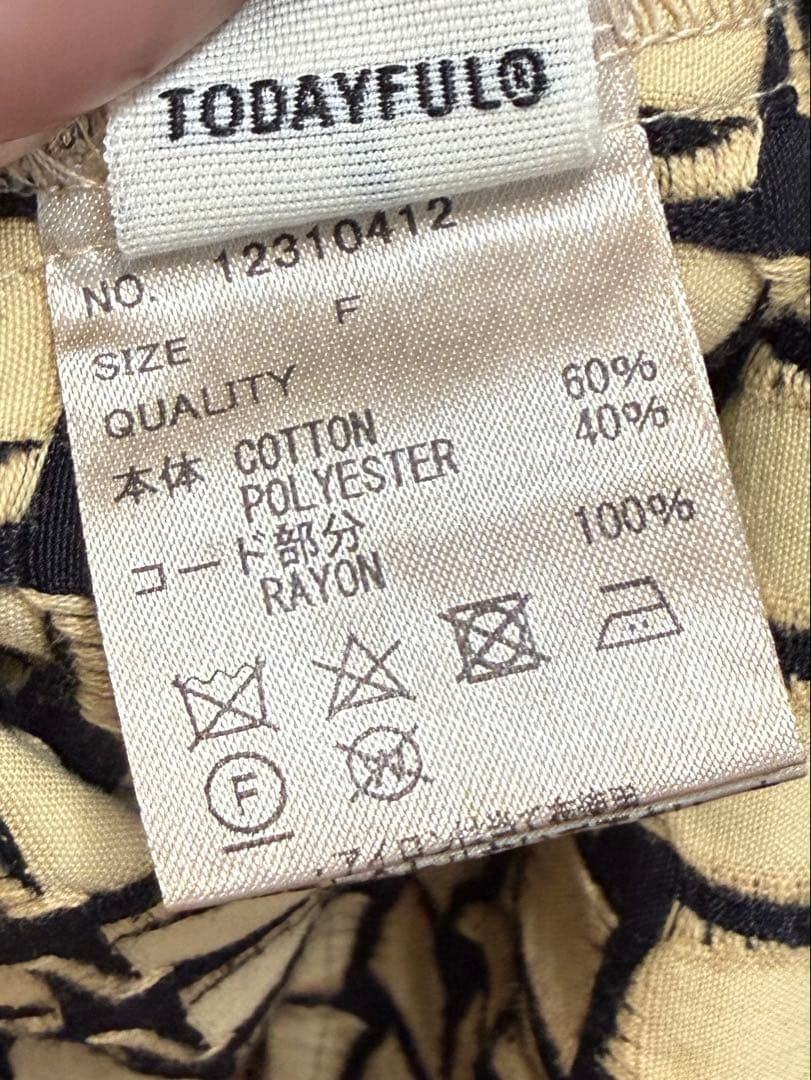 TODAYFUL®
NO. 12310412
SIZE F
QUALITY
本体 COTTON 60%
POLYESTER 40%
コード部分
RAYON 100%
F